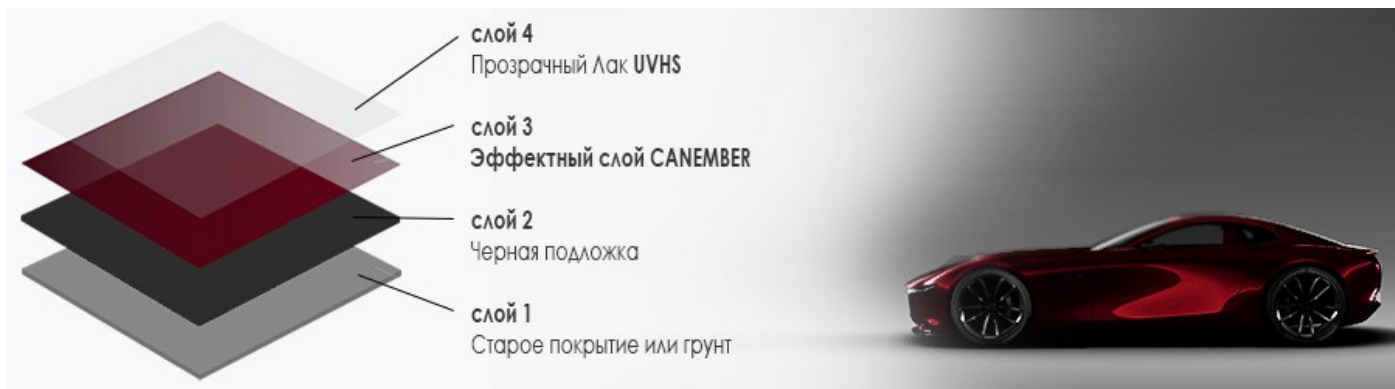 слой 4
Прозрачный Лак UVHS
слой 3
Эффектный слой CANEMBER
слой 2
Черная подложка
слой 1
Старое покрытие или грунт